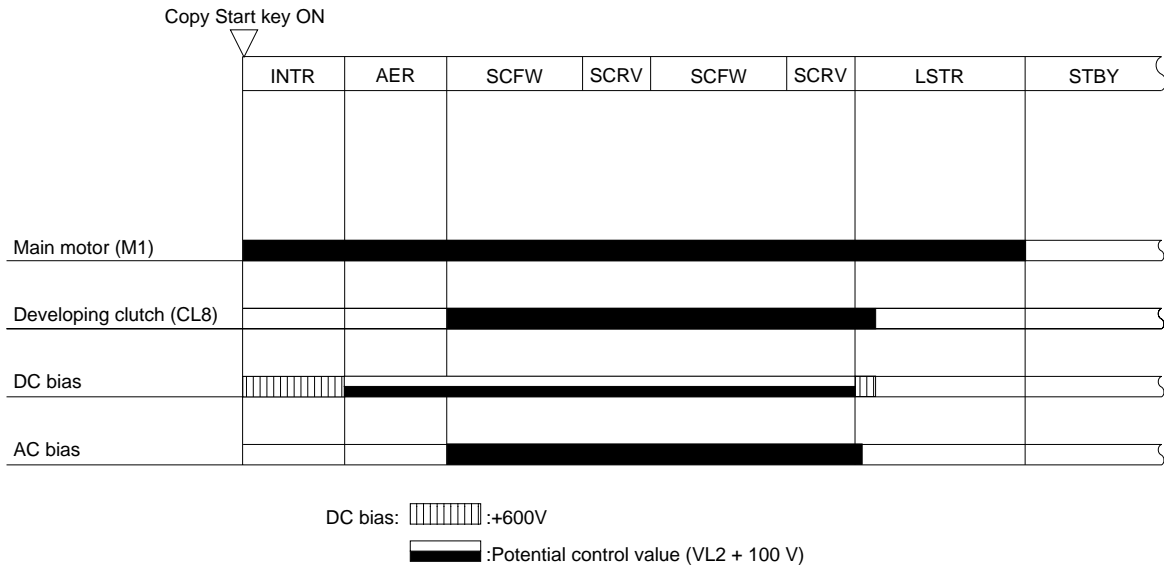 Copy Start key ON
INTR AER SCFW SCRV SCFW SCRV LSTR STBY
Main motor (M1)
Developing clutch (CL8)
DC bias
AC bias
DC bias: :+600V
:Potential control value (VL2 + 100 V)